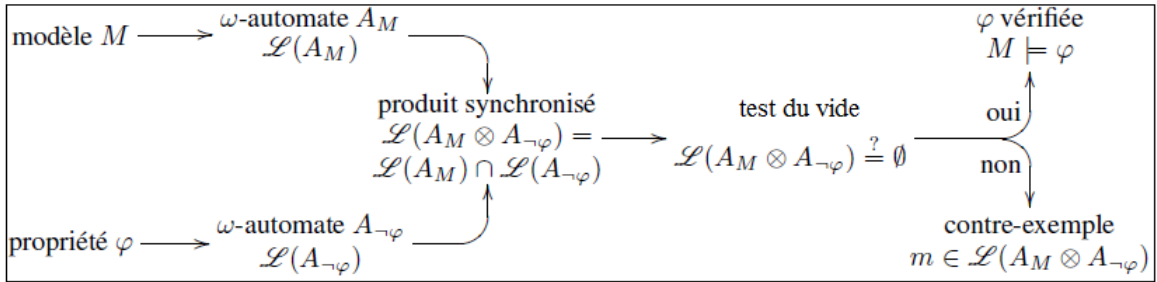 modèle M
ω-automate A_M
ℒ(A_M)
propriété φ
ω-automate A_¬φ
ℒ(A_¬φ)
produit synchronisé
ℒ(A_M ⊗ A_¬φ) =
ℒ(A_M) ∩ ℒ(A_¬φ)
test du vide
ℒ(A_M ⊗ A_¬φ) ≟ ∅
oui
φ vérifiée
M ⊨ φ
non
contre-exemple
m ∈ ℒ(A_M ⊗ A_¬φ)